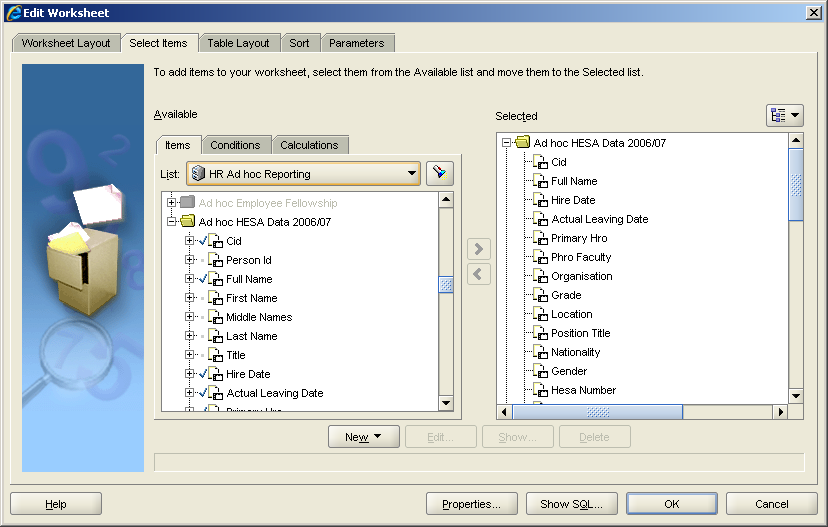 Edit Worksheet
Worksheet Layout
Select Items
Table Layout
Sort
Parameters
To add items to your worksheet, select them from the Available list and move them to the Selected list.
Available
Items
Conditions
Calculations
List:
HR Ad hoc Reporting
Ad hoc Employee Fellowship
Ad hoc HESA Data 2006/07
Cid
Person Id
Full Name
First Name
Middle Names
Last Name
Title
Hire Date
Actual Leaving Date
Primary Hro
Selected
Ad hoc HESA Data 2006/07
Cid
Full Name
Hire Date
Actual Leaving Date
Primary Hro
Phro Faculty
Organisation
Grade
Location
Position Title
Nationality
Gender
Hesa Number
New
Edit...
Show...
Delete
Help
Properties...
Show SQL...
OK
Cancel